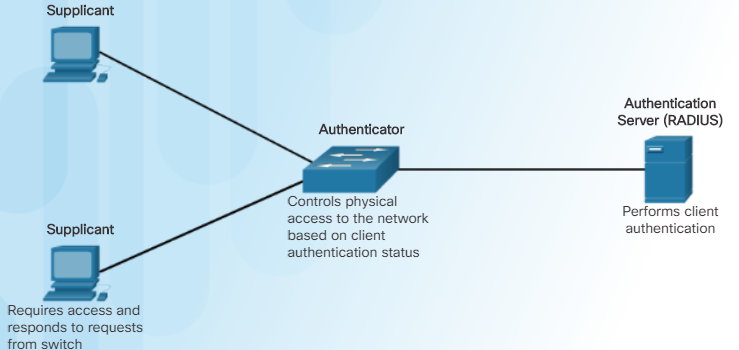 Supplicant
Authenticator
Controls physical
access to the network
based on client
authentication status
Authentication
Server (RADIUS)
Performs client
authentication
Supplicant
Requires access and
responds to requests
from switch